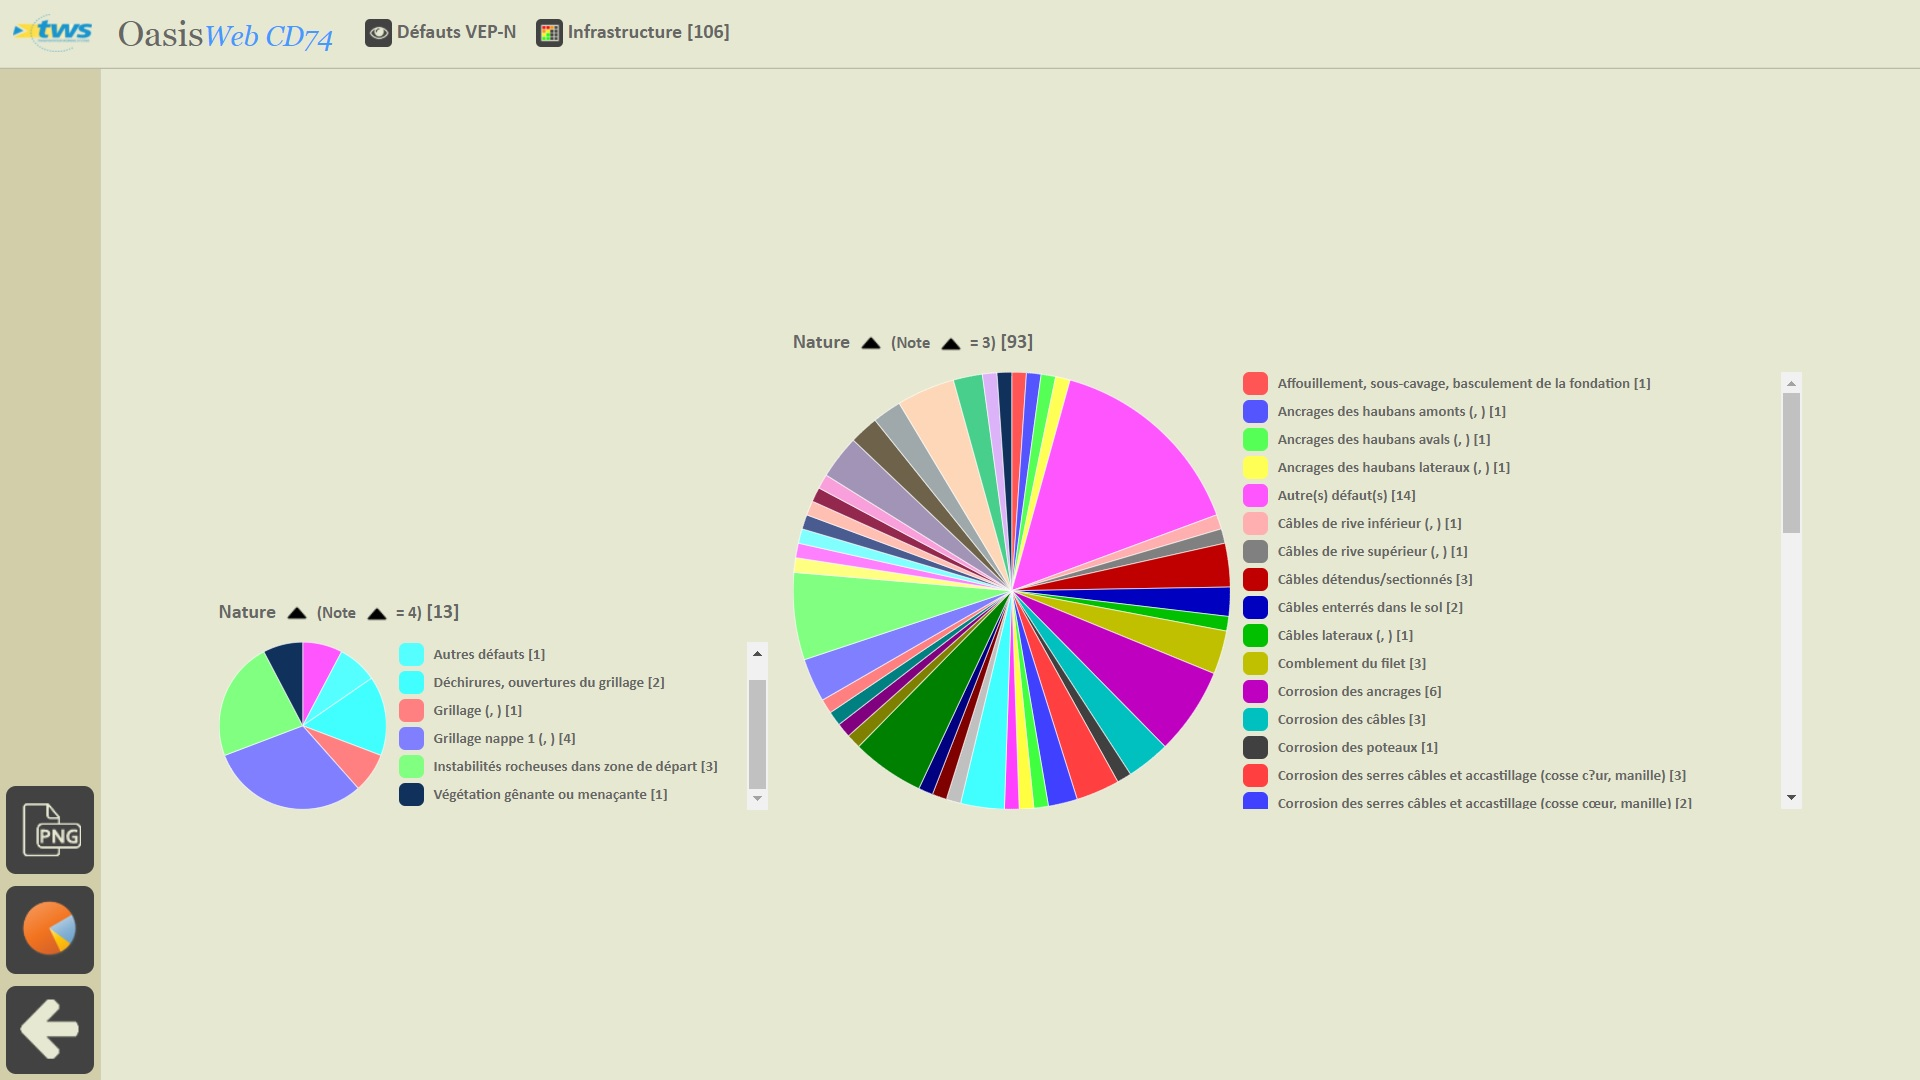 tws
OasisWeb CD74
Défauts VEP-N
Infrastructure [106]
Nature (Note = 3) [93]
Affouillement, sous-cavage, basculement de la fondation [1]
Ancrages des haubans amonts (, ) [1]
Ancrages des haubans avals (, ) [1]
Ancrages des haubans lateraux (, ) [1]
Autre(s) défaut(s) [14]
Câbles de rive inférieur (, ) [1]
Câbles de rive supérieur (, ) [1]
Câbles détendus/sectionnés [3]
Câbles enterrés dans le sol [2]
Câbles lateraux (, ) [1]
Comblement du filet [3]
Corrosion des ancrages [6]
Corrosion des câbles [3]
Corrosion des poteaux [1]
Corrosion des serres câbles et accastillage (cosse c?ur, manille) [3]
Corrosion des serres câbles et accastillage (cosse cœur, manille) [2]
Nature (Note = 4) [13]
Autres défauts [1]
Déchirures, ouvertures du grillage [2]
Grillage (, ) [1]
Grillage nappe 1 (, ) [4]
Instabilités rocheuses dans zone de départ [3]
Végétation gênante ou menaçante [1]
PNG